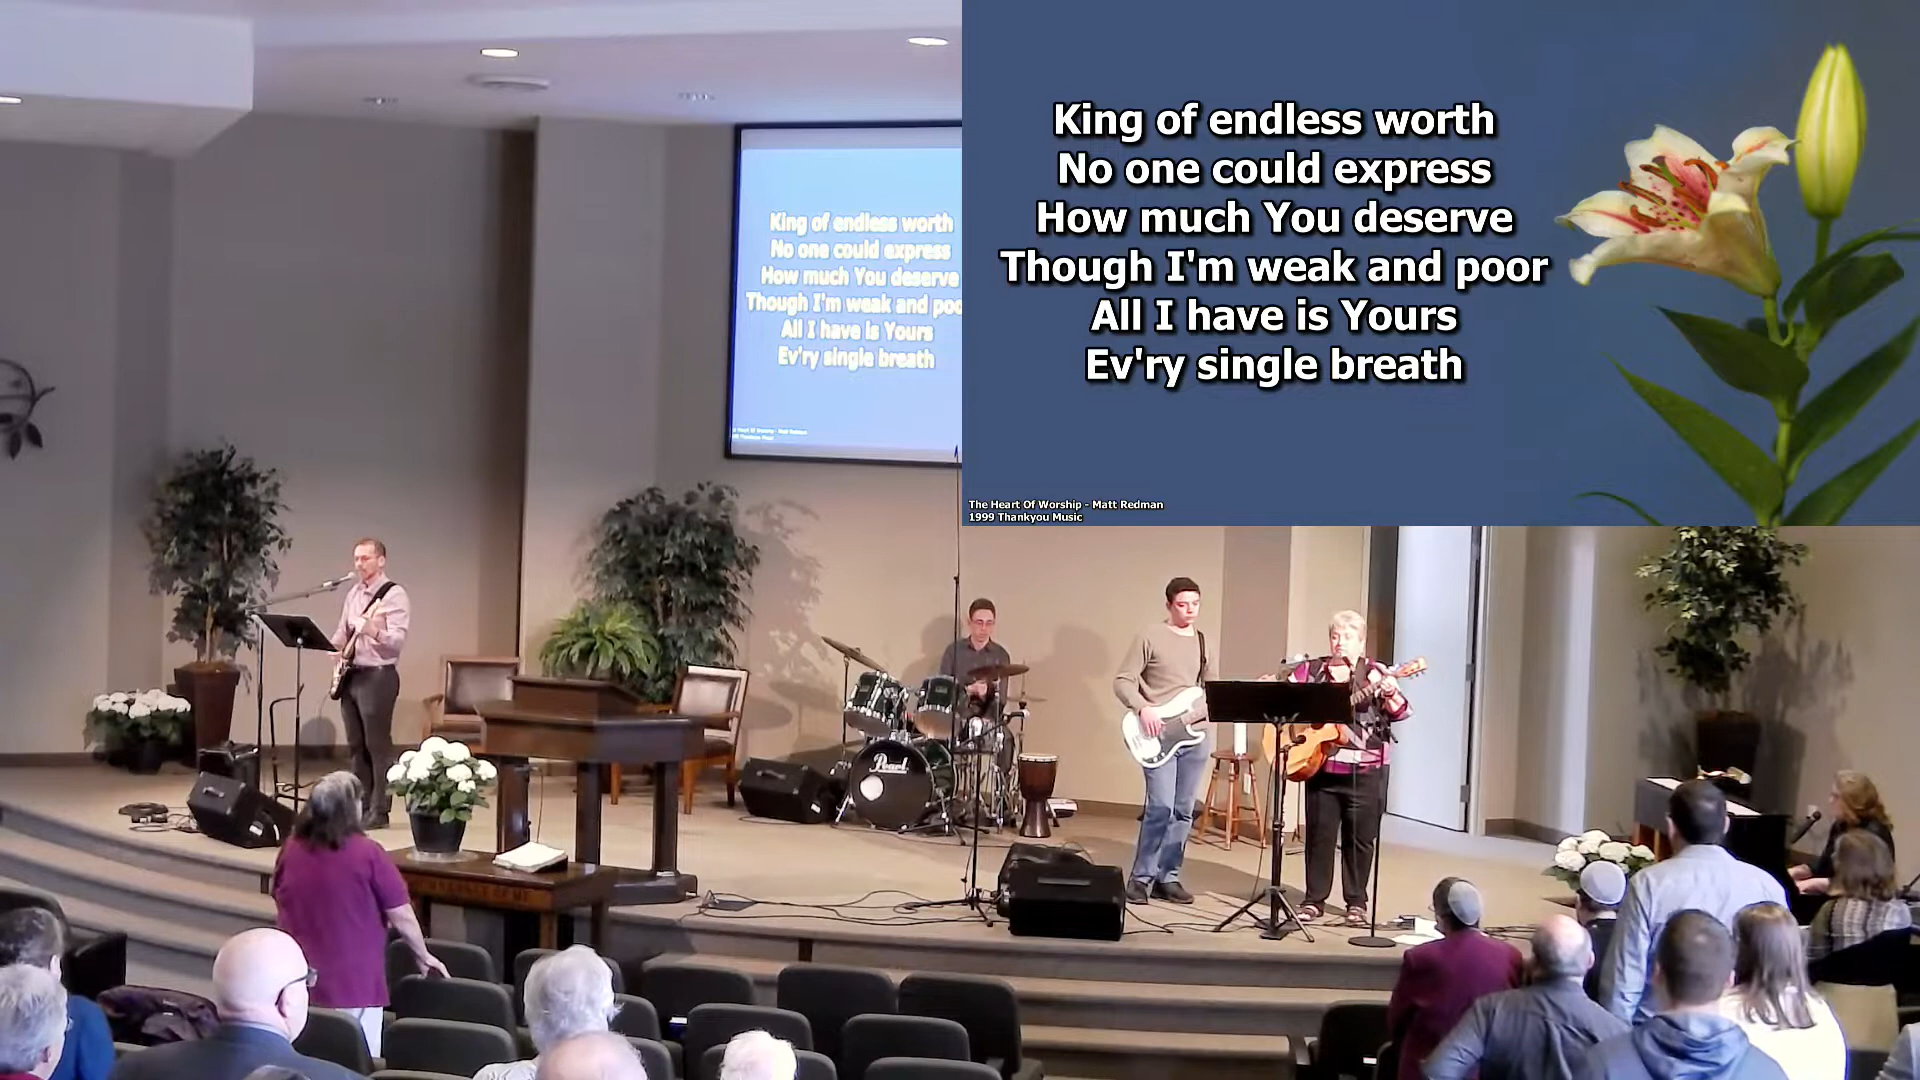 King of endless worth
No one could express
How much You deserve
Though I'm weak and poor
All I have is Yours
Ev'ry single breath
The Heart Of Worship - Matt Redman
1999 Thankyou Music
King of endless worth
No one could express
How much You deserve
Though I'm weak and poo
All I have is Yours
Ev'ry single breath
Pearl